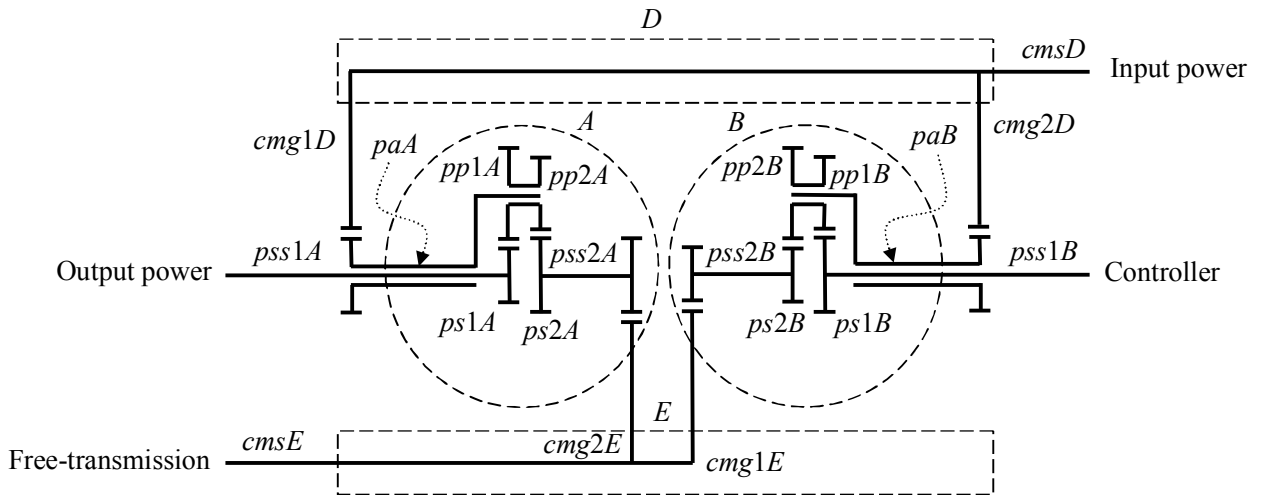 D
cmsD
Input power
cmg1D
paA
A
B
paB
cmg2D
pp1A
pp2A
pp2B
pp1B
pss1A
pss2A
pss2B
pss1B
Output power
Controller
ps1A
ps2A
ps2B
ps1B
E
cmsE
cmg2E
cmg1E
Free-transmission